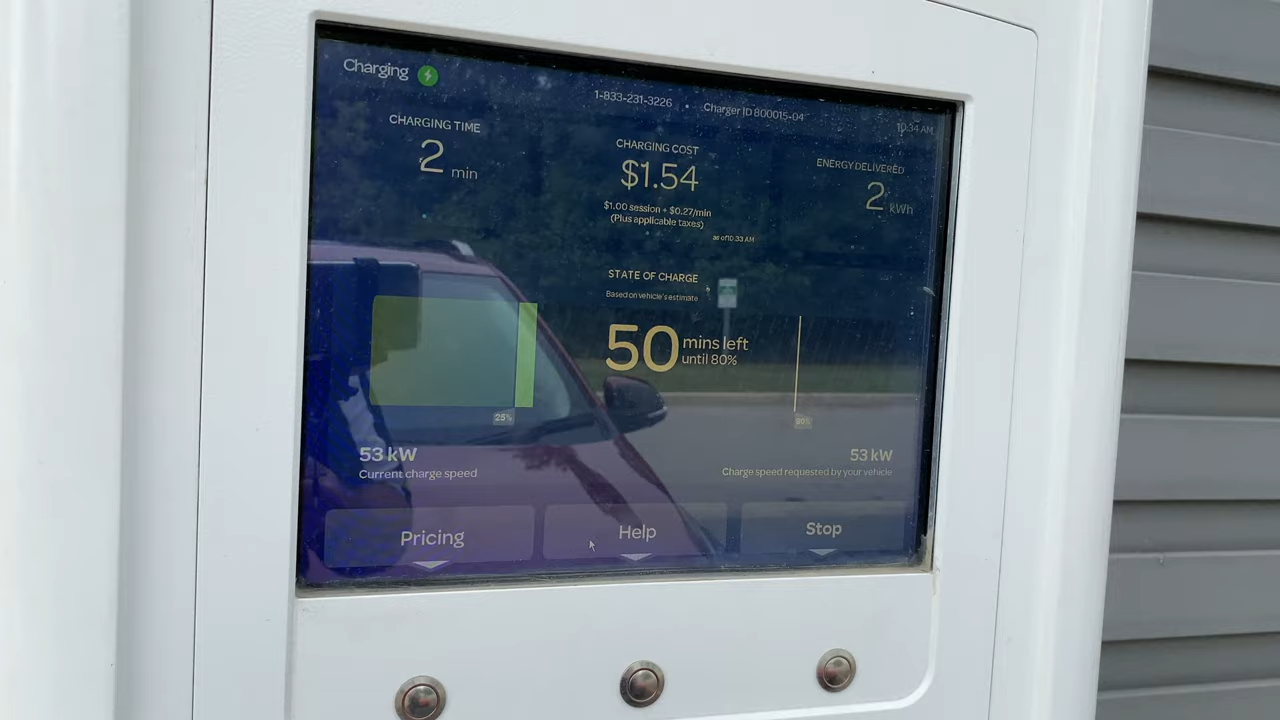 Charging
1-833-231-3226 • Charger ID 800015-04
10:34 AM
CHARGING TIME
2 min
CHARGING COST
$1.54
$1.00 session + $0.27/min
(Plus applicable taxes)
as of 10:33 AM
ENERGY DELIVERED
2 kWh
STATE OF CHARGE
Based on vehicle's estimate
50 mins left
until 80%
25%
80%
53 kW
Current charge speed
53 kW
Charge speed requested by your vehicle
Pricing
Help
Stop